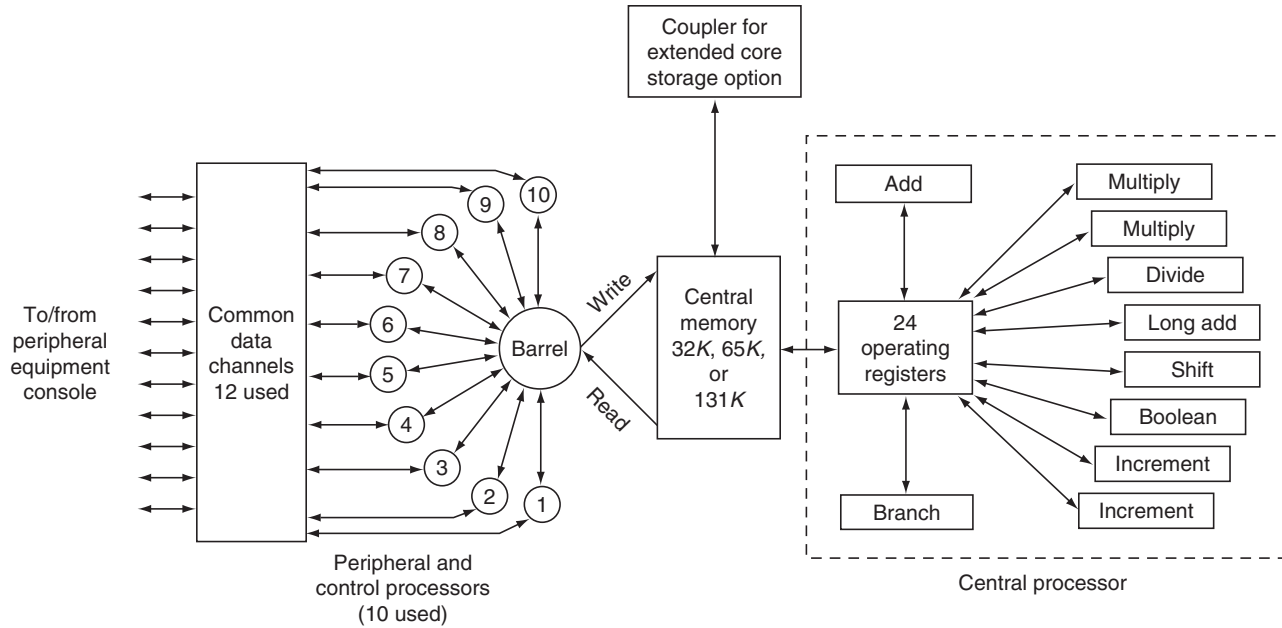 Coupler for
extended core
storage option
To/from
peripheral
equipment
console
Common
data
channels
12 used
10
9
8
7
6
5
4
3
2
1
Barrel
Write
Read
Peripheral and
control processors
(10 used)
Central
memory
32K, 65K,
or
131K
Add
24
operating
registers
Branch
Multiply
Multiply
Divide
Long add
Shift
Boolean
Increment
Increment
Central processor